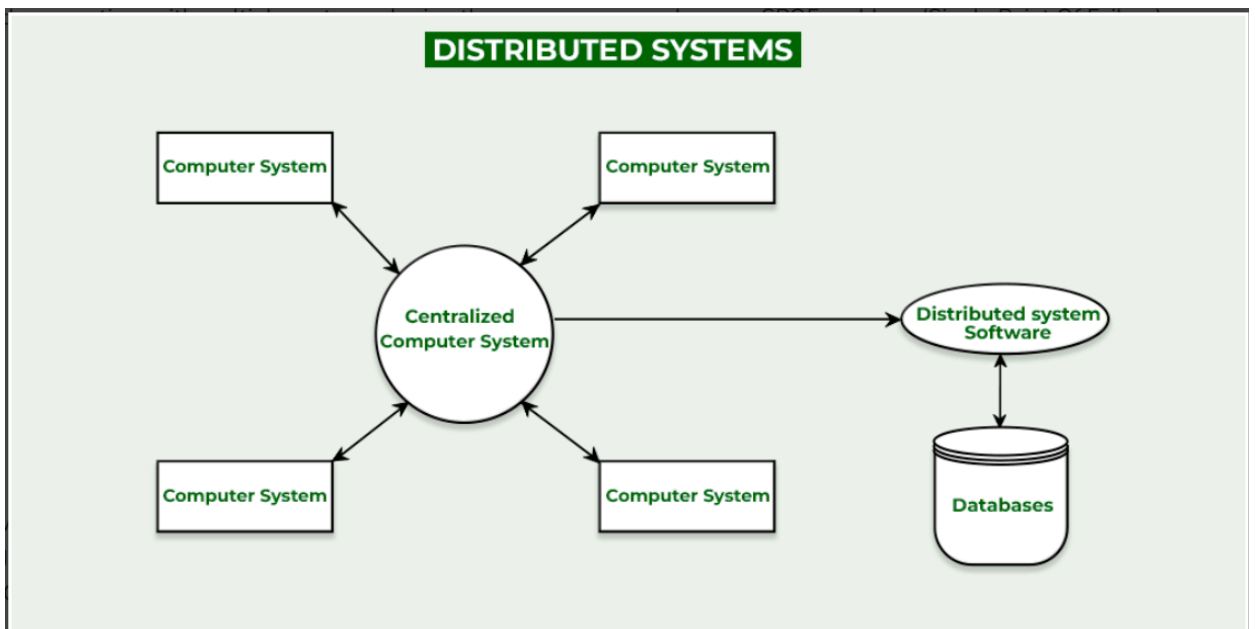 DISTRIBUTED SYSTEMS
Computer System
Computer System
Centralized
Computer System
Distributed system
Software
Computer System
Computer System
Databases